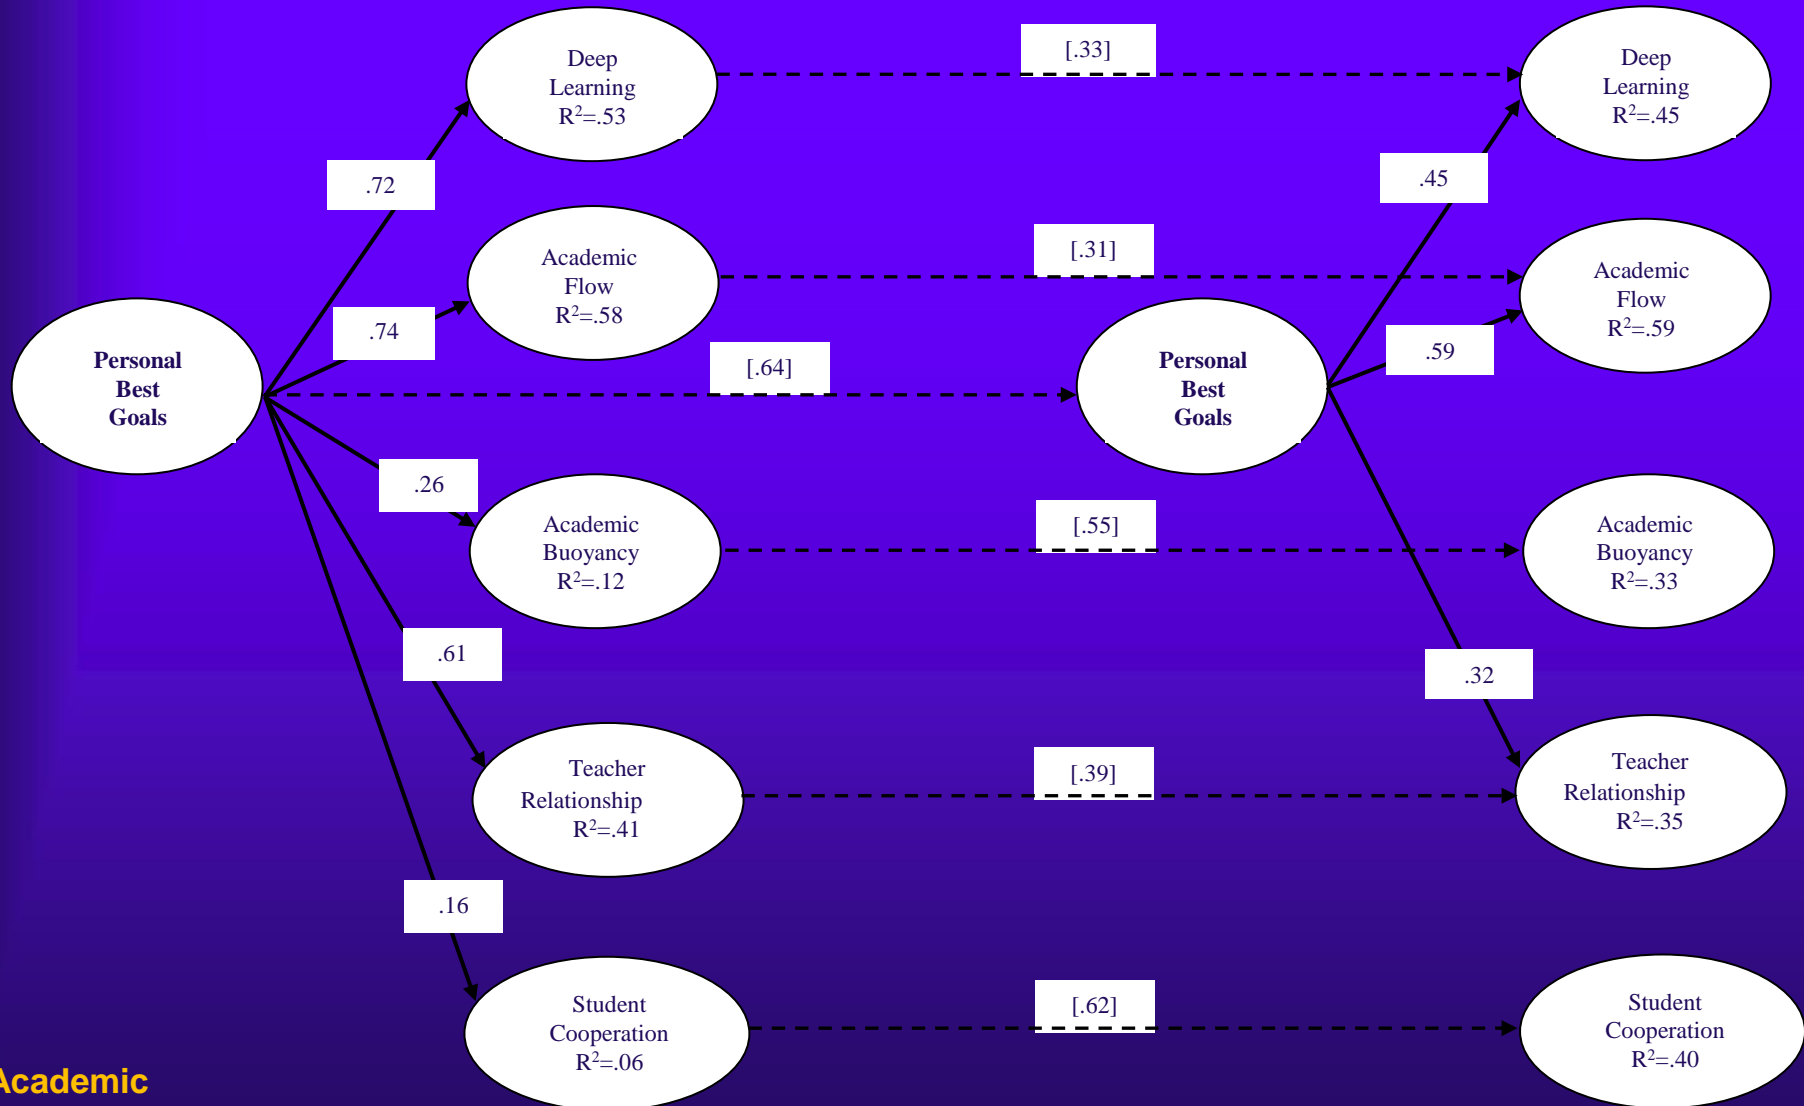 Deep
Learning
R²=.53
[.33]
Deep
Learning
R²=.45
.72
.45
Academic
Flow
R²=.58
[.31]
Academic
Flow
R²=.59
.74
.59
Personal
Best
Goals
[.64]
Personal
Best
Goals
.26
Academic
Buoyancy
R²=.12
[.55]
Academic
Buoyancy
R²=.33
.61
.32
Teacher
Relationship
R²=.41
[.39]
Teacher
Relationship
R²=.35
.16
Student
Cooperation
R²=.06
[.62]
Student
Cooperation
R²=.40
Academic